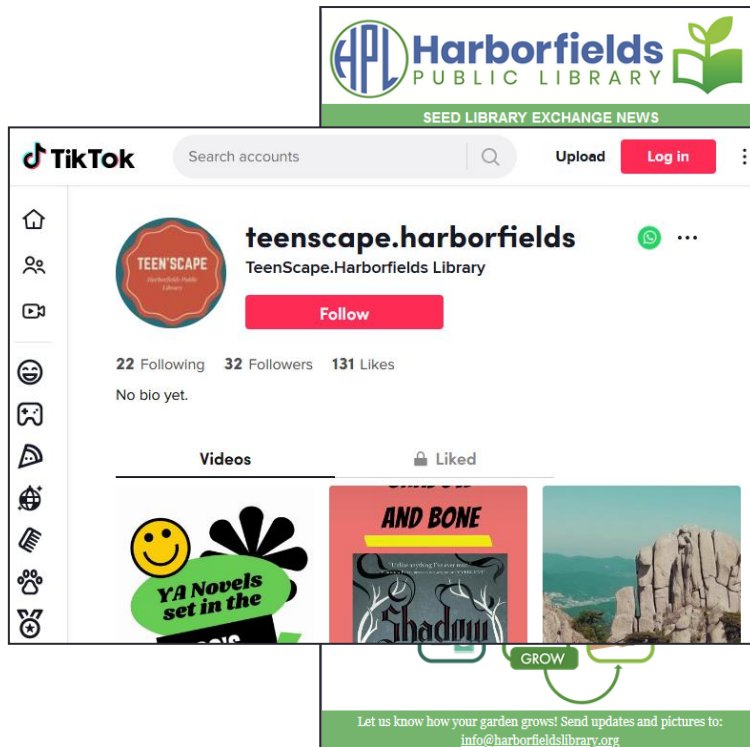 HPL Harborfields
PUBLIC LIBRARY
SEED LIBRARY EXCHANGE NEWS
TikTok
Search accounts
Upload
Log in
TEEN'SCAPE
Harborfields Public
Library
teenscape.harborfields
TeenScape.Harborfields Library
Follow
22 Following 32 Followers 131 Likes
No bio yet.
Videos
Liked
YA Novels
set in the
AND BONE
Shadow
GROW
Let us know how your garden grows! Send updates and pictures to:
info@harborfieldslibrary.org